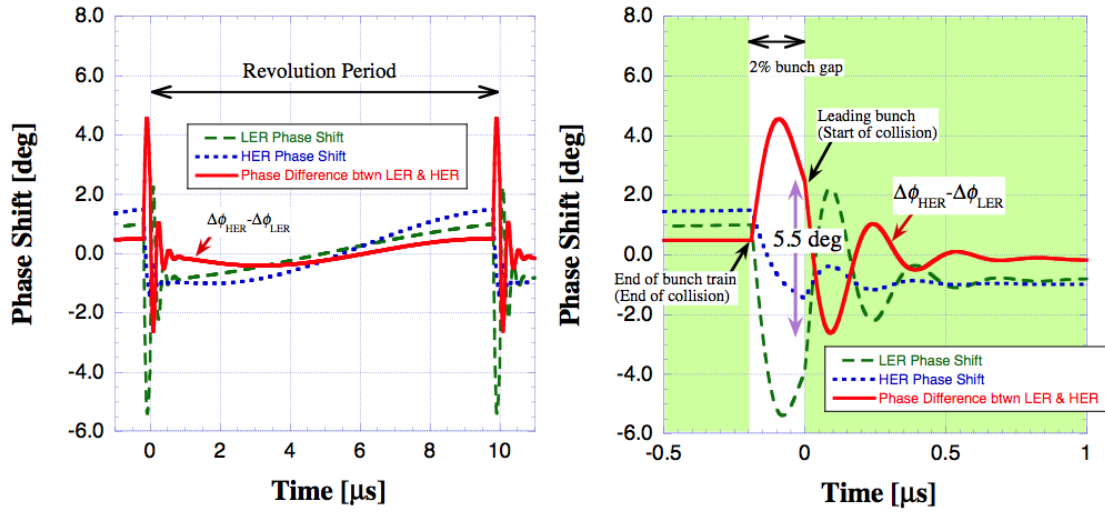 8.0
6.0
4.0
2.0
0.0
-2.0
-4.0
-6.0
Phase Shift [deg]
Revolution Period
LER Phase Shift
HER Phase Shift
Phase Difference btwn LER & HER
Δϕ_HER-Δϕ_LER
0 2 4 6 8 10
Time [μs]
8.0
6.0
4.0
2.0
0.0
-2.0
-4.0
-6.0
Phase Shift [deg]
2% bunch gap
Leading bunch
(Start of collision)
Δϕ_HER-Δϕ_LER
5.5 deg
End of bunch train
(End of collision)
LER Phase Shift
HER Phase Shift
Phase Difference btwn LER & HER
-0.5 0 0.5 1
Time [μs]